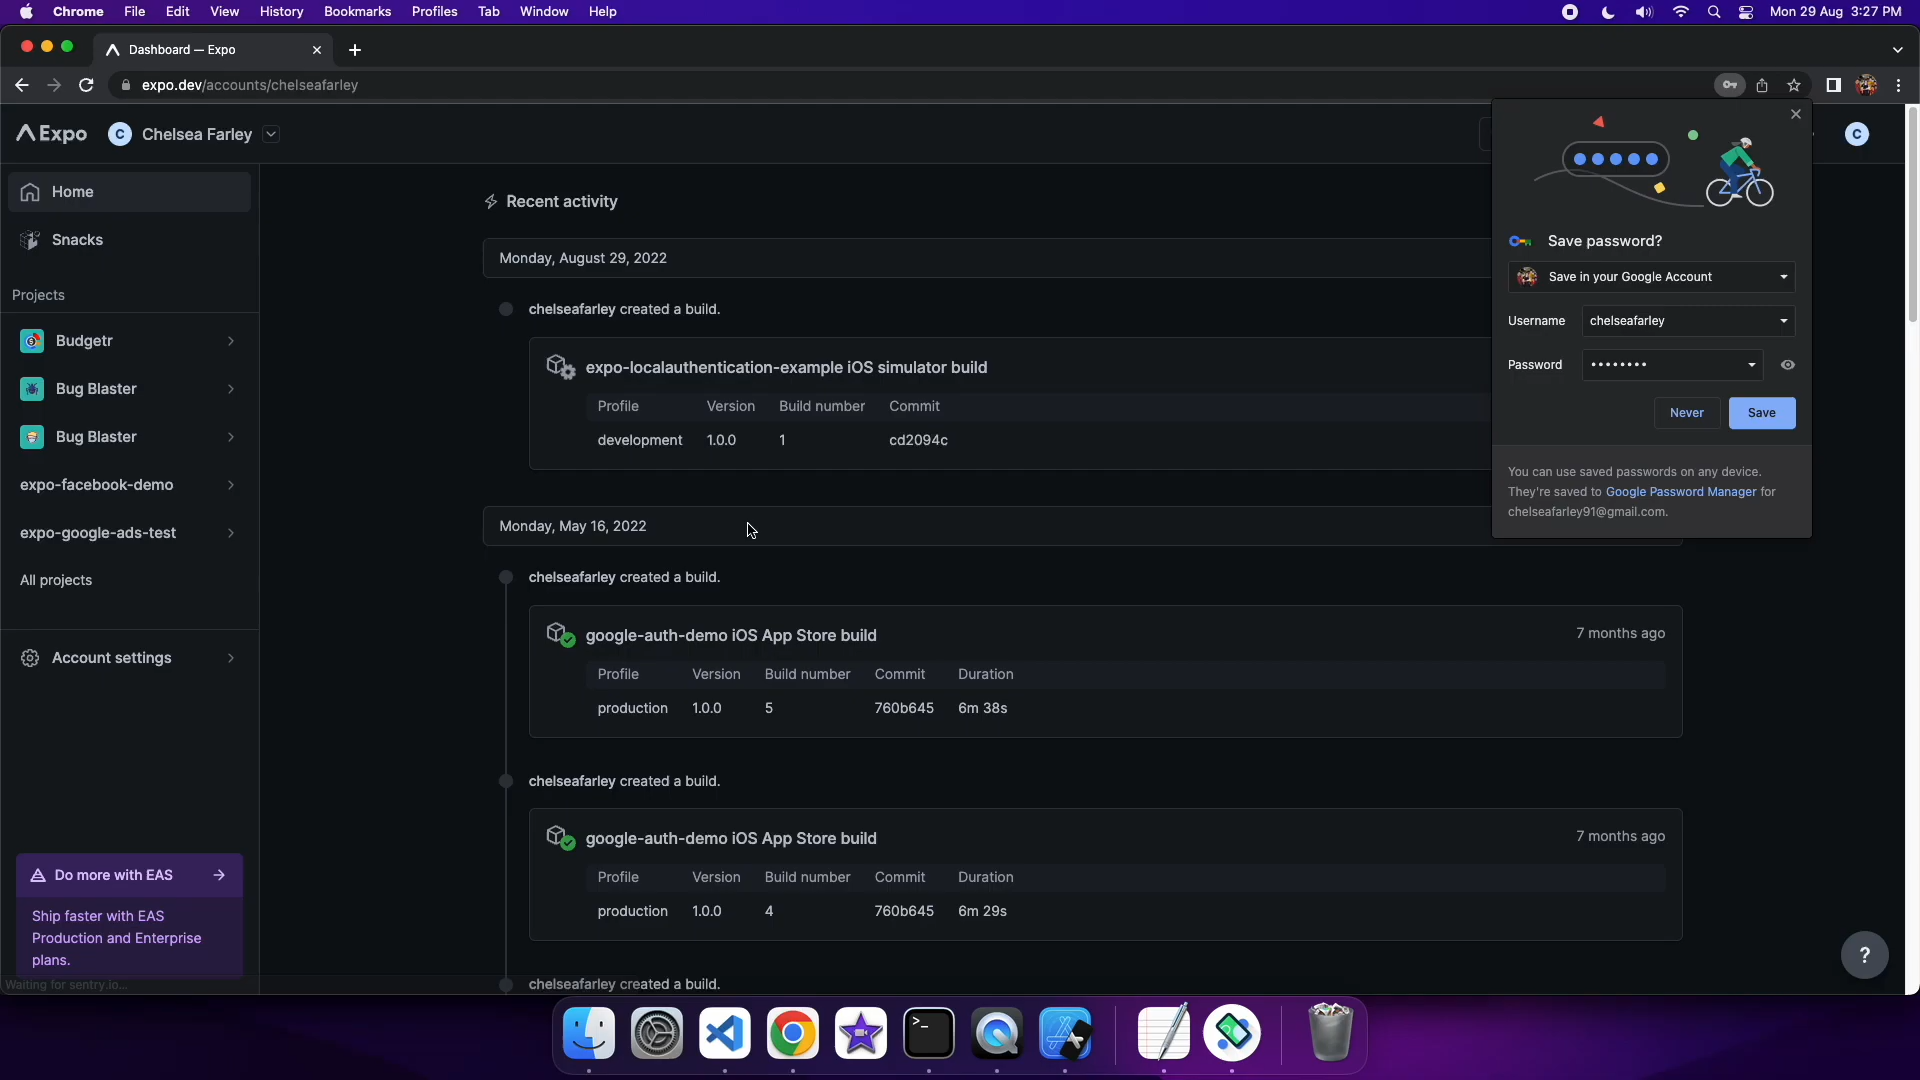 Chrome File Edit View History Bookmarks Profiles Tab Window Help Mon 29 Aug 3:27 PM
Dashboard — Expo
expo.dev/accounts/chelseafarley
Expo C Chelsea Farley C
Home
Snacks
Projects
Budgetr
Bug Blaster
Bug Blaster
expo-facebook-demo
expo-google-ads-test
All projects
Account settings
Do more with EAS
Ship faster with EAS
Production and Enterprise
plans.
Waiting for sentry.io...
Recent activity
Monday, August 29, 2022
chelseafarley created a build.
expo-localauthentication-example iOS simulator build
Profile Version Build number Commit
development 1.0.0 1 cd2094c
Monday, May 16, 2022
chelseafarley created a build.
google-auth-demo iOS App Store build 7 months ago
Profile Version Build number Commit Duration
production 1.0.0 5 760b645 6m 38s
chelseafarley created a build.
google-auth-demo iOS App Store build 7 months ago
Profile Version Build number Commit Duration
production 1.0.0 4 760b645 6m 29s
chelseafarley created a build.
Save password?
Save in your Google Account
Username chelseafarley
Password ••••••••
Never Save
You can use saved passwords on any device.
They're saved to Google Password Manager for
chelseafarley91@gmail.com.
?